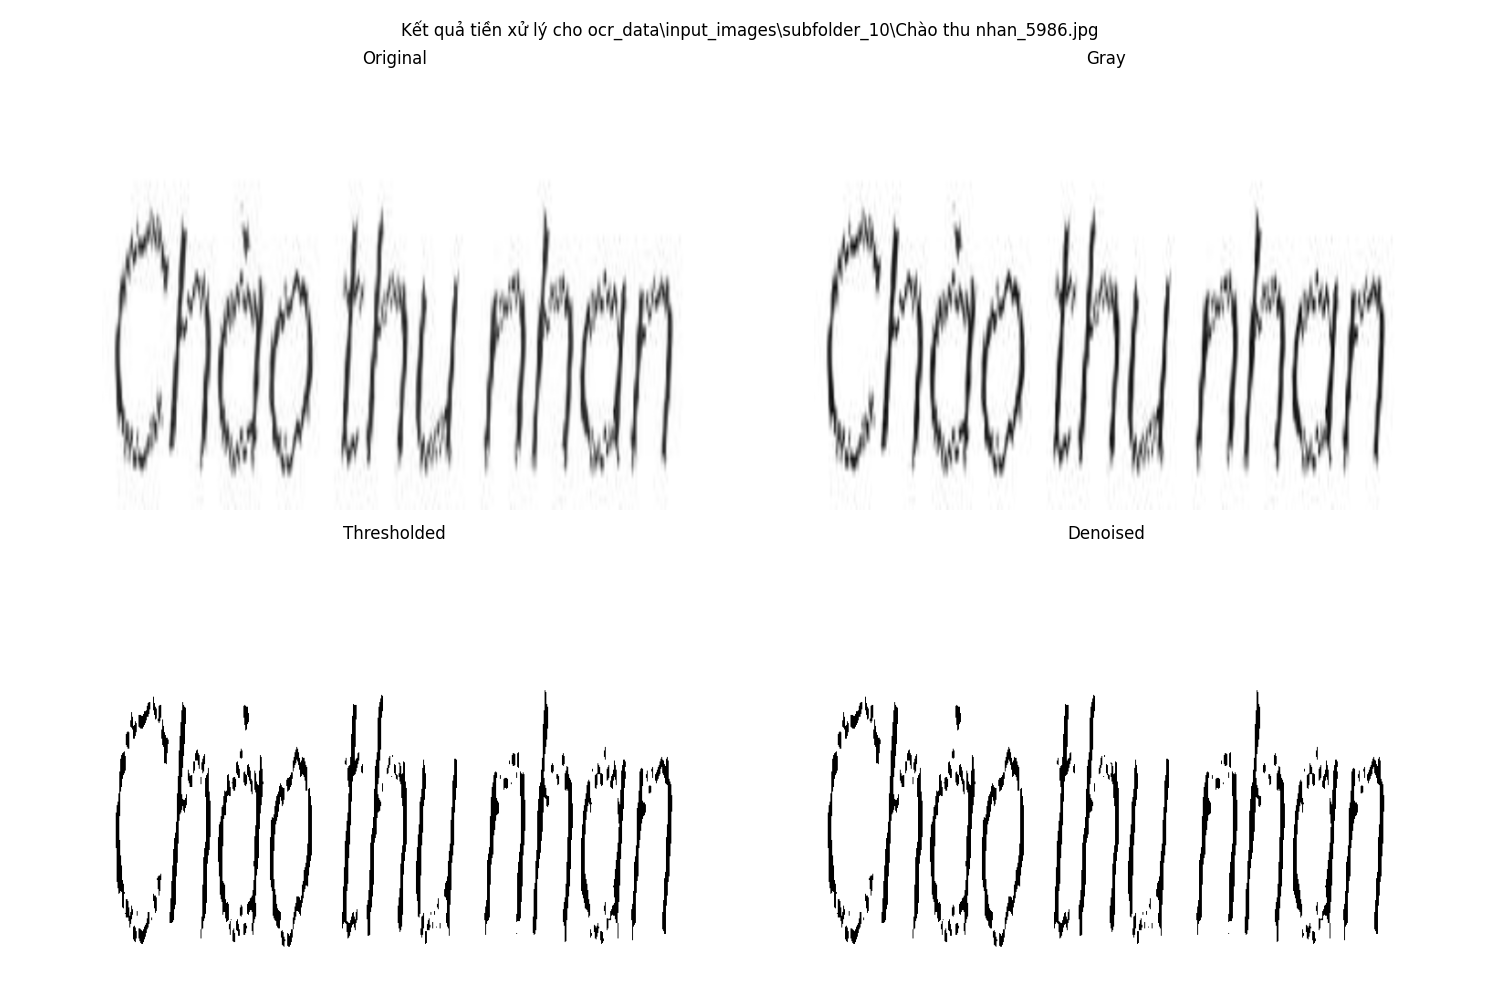 Kết quả tiền xử lý cho ocr_data\input_images\subfolder_10\Chào thu nhan_5986.jpg
Original
Gray
Chào thu nhan
Chào thu nhan
Thresholded
Denoised
Chào thu nhan
Chào thu nhan